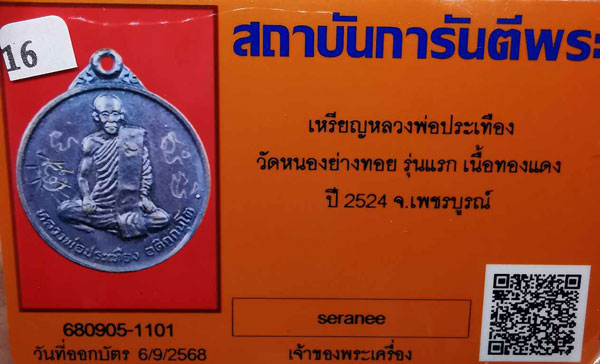 16
สถาบันการันตีพระ
เหรียญหลวงพ่อประเทือง
วัดหนองย่างทอย รุ่นแรก เนื้อทองแดง
ปี 2524 จ.เพชรบูรณ์
หลวงพ่อประเทือง อติกฺกนฺโต
680905-1101
วันที่ออกบัตร 6/9/2568
seranee
เจ้าของพระเครื่อง